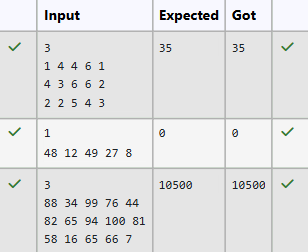 Input Expected Got
✓ 3 35 35 ✓
1 4 4 6 1
4 3 6 6 2
2 2 5 4 3
✓ 1 0 0 ✓
48 12 49 27 8
✓ 3 10500 10500 ✓
88 34 99 76 44
82 65 94 100 81
58 16 65 66 7